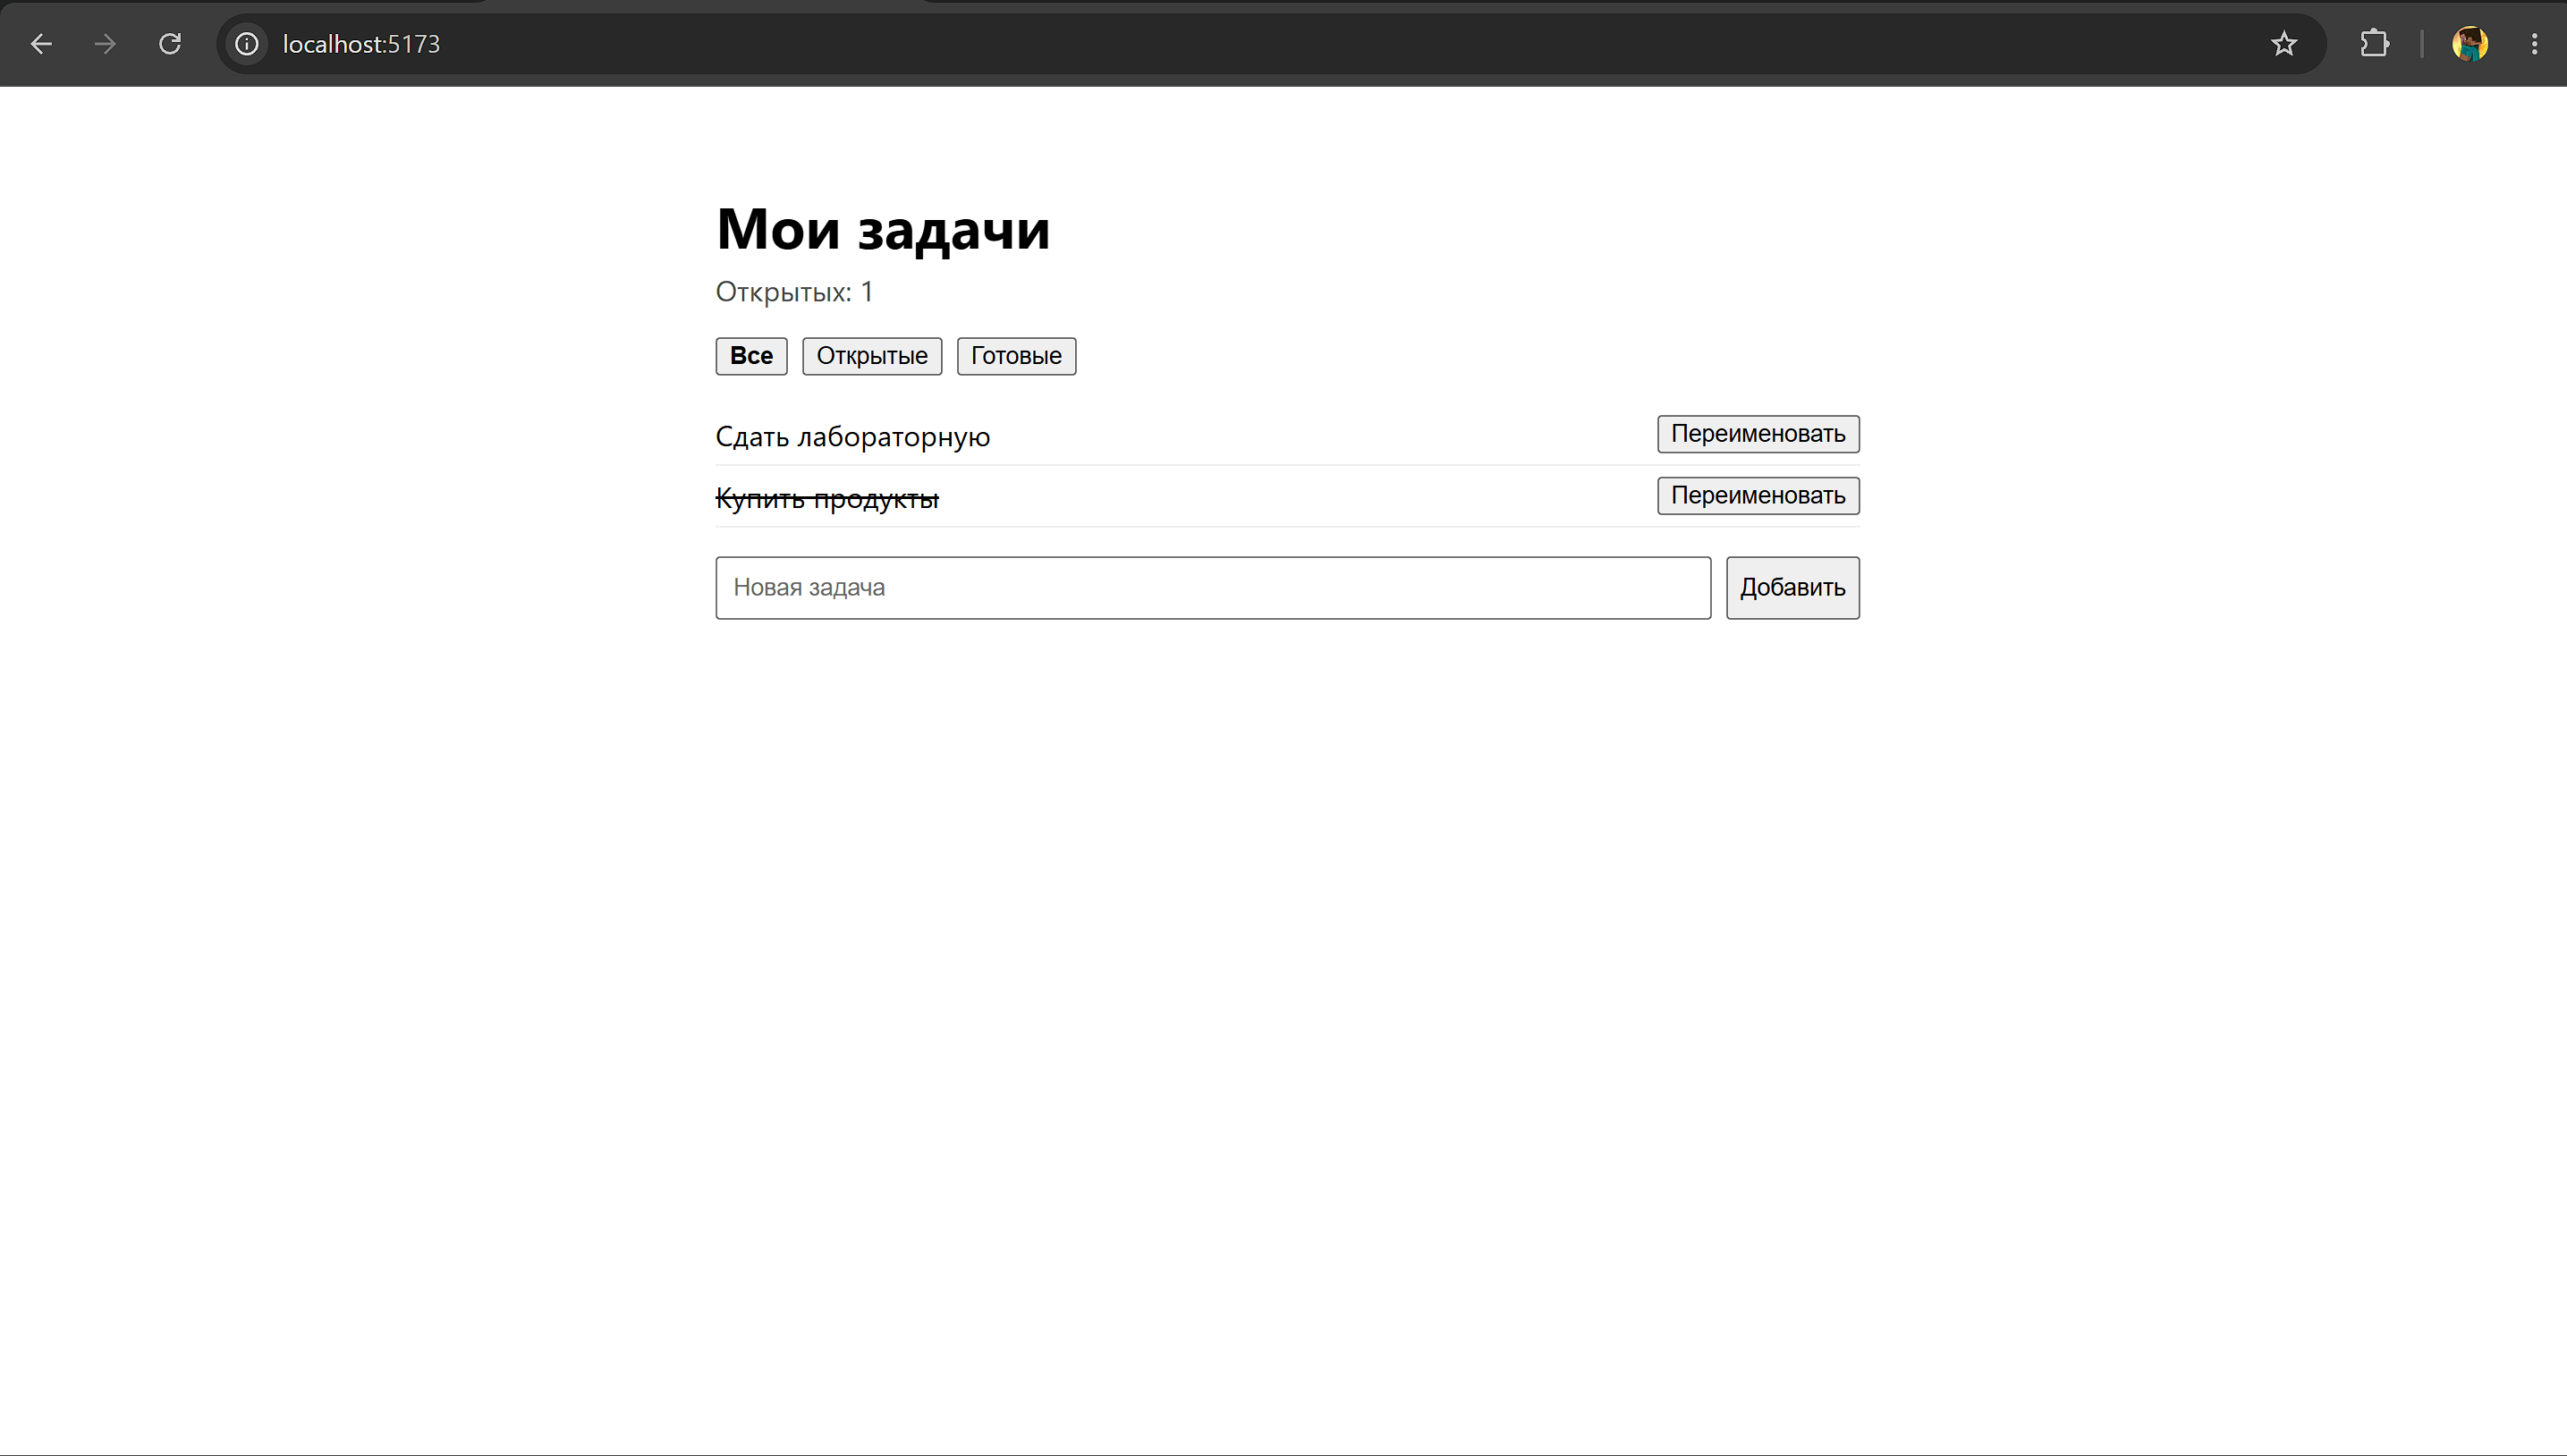 localhost:5173
Мои задачи
Открытых: 1
Все Открытые Готовые
Сдать лабораторную Переименовать
Купить продукты Переименовать
Новая задача Добавить